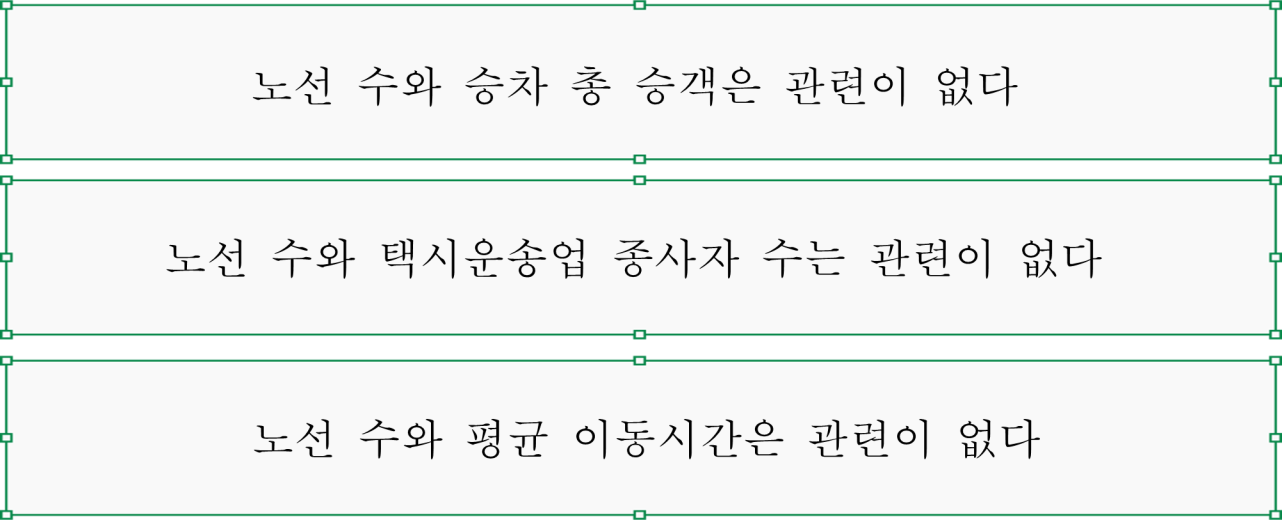 노선 수와 승차 총 승객은 관련이 없다
노선 수와 택시운송업 종사자 수는 관련이 없다
노선 수와 평균 이동시간은 관련이 없다